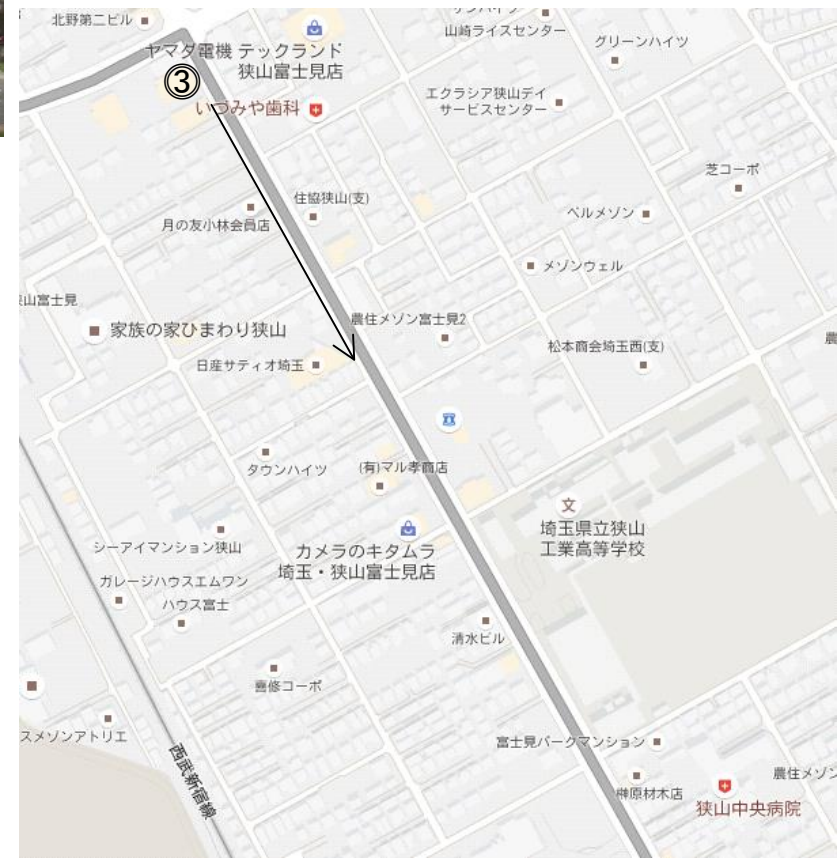 北野第二ビル
山崎ライスセンター
グリーンハイツ
ヤマダ電機 テックランド
狭山富士見店
③
いづみや歯科
エクラシア狭山デイ
サービスセンター
芝コーポ
住協狭山(支)
月の友小林会員店
ベルメゾン
メゾンウェル
山富士見
家族の家ひまわり狭山
農住メゾン富士見2
日産サティオ埼玉
松本商会埼玉西(支)
農
タウンハイツ
(有)マル孝商店
文
埼玉県立狭山
工業高等学校
シーアイマンション狭山
カメラのキタムラ
埼玉・狭山富士見店
ガレージハウスエムワン
ハウス富士
清水ビル
喜修コーポ
スメゾンアトリエ
西武新宿線
富士見パークマンション
榊原材木店
農住メゾン
狭山中央病院